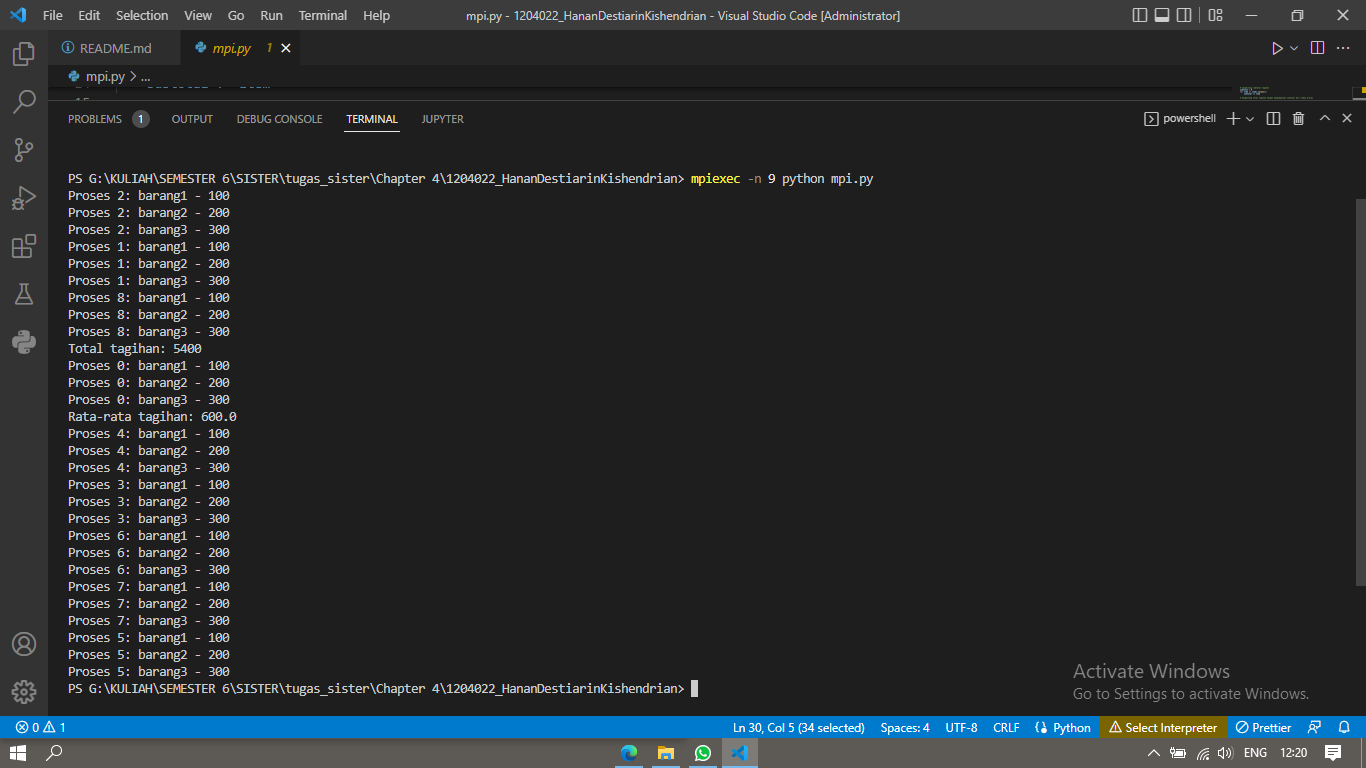 File Edit Selection View Go Run Terminal Help mpi.py - 1204022_HananDestiarinKishendrian - Visual Studio Code [Administrator]
README.md mpi.py 1
mpi.py > ...
15
PROBLEMS 1 OUTPUT DEBUG CONSOLE TERMINAL JUPYTER powershell
PS G:\KULIAH\SEMESTER 6\SISTER\tugas_sister\Chapter 4\1204022_HananDestiarinKishendrian> mpiexec -n 9 python mpi.py
Proses 2: barang1 - 100
Proses 2: barang2 - 200
Proses 2: barang3 - 300
Proses 1: barang1 - 100
Proses 1: barang2 - 200
Proses 1: barang3 - 300
Proses 8: barang1 - 100
Proses 8: barang2 - 200
Proses 8: barang3 - 300
Total tagihan: 5400
Proses 0: barang1 - 100
Proses 0: barang2 - 200
Proses 0: barang3 - 300
Rata-rata tagihan: 600.0
Proses 4: barang1 - 100
Proses 4: barang2 - 200
Proses 4: barang3 - 300
Proses 3: barang1 - 100
Proses 3: barang2 - 200
Proses 3: barang3 - 300
Proses 6: barang1 - 100
Proses 6: barang2 - 200
Proses 6: barang3 - 300
Proses 7: barang1 - 100
Proses 7: barang2 - 200
Proses 7: barang3 - 300
Proses 5: barang1 - 100
Proses 5: barang2 - 200
Proses 5: barang3 - 300
PS G:\KULIAH\SEMESTER 6\SISTER\tugas_sister\Chapter 4\1204022_HananDestiarinKishendrian>
Activate Windows
Go to Settings to activate Windows.
0 1 Ln 30, Col 5 (34 selected) Spaces: 4 UTF-8 CRLF Python Select Interpreter Prettier
ENG 12:20